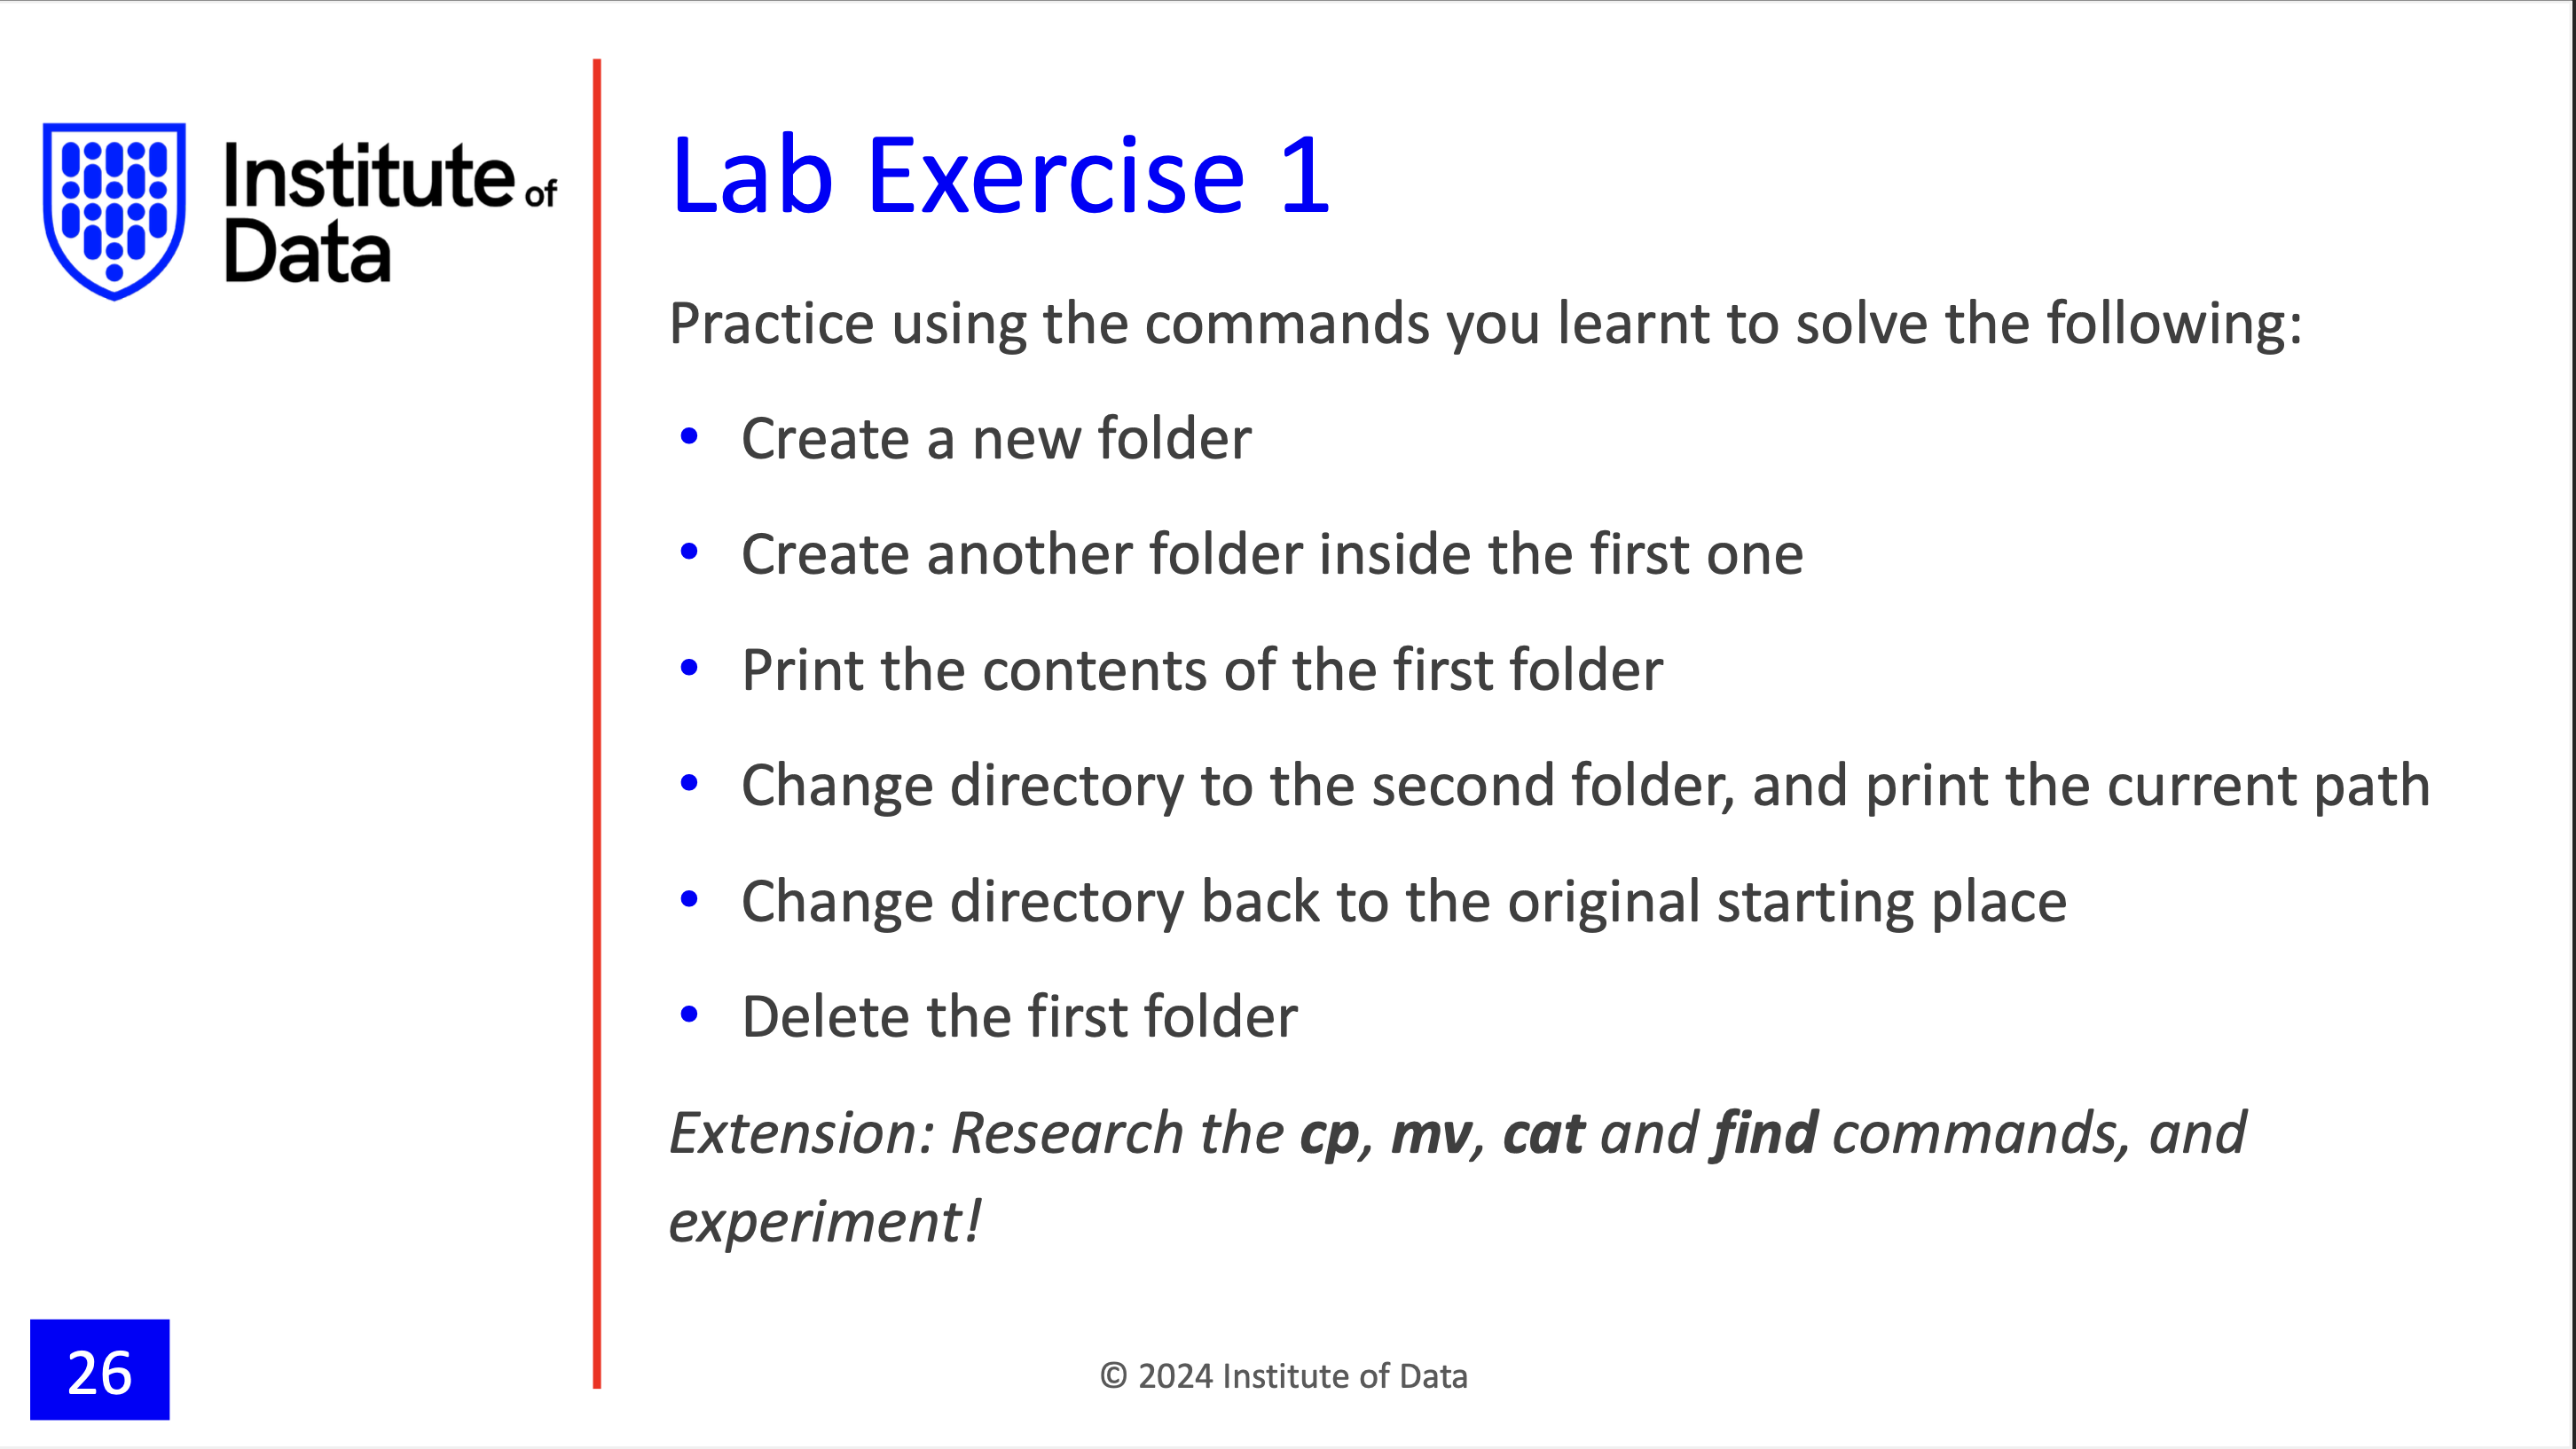 Institute of
Data
Lab Exercise 1
Practice using the commands you learnt to solve the following:
• Create a new folder
• Create another folder inside the first one
• Print the contents of the first folder
• Change directory to the second folder, and print the current path
• Change directory back to the original starting place
• Delete the first folder
Extension: Research the cp, mv, cat and find commands, and
experiment!
26
© 2024 Institute of Data